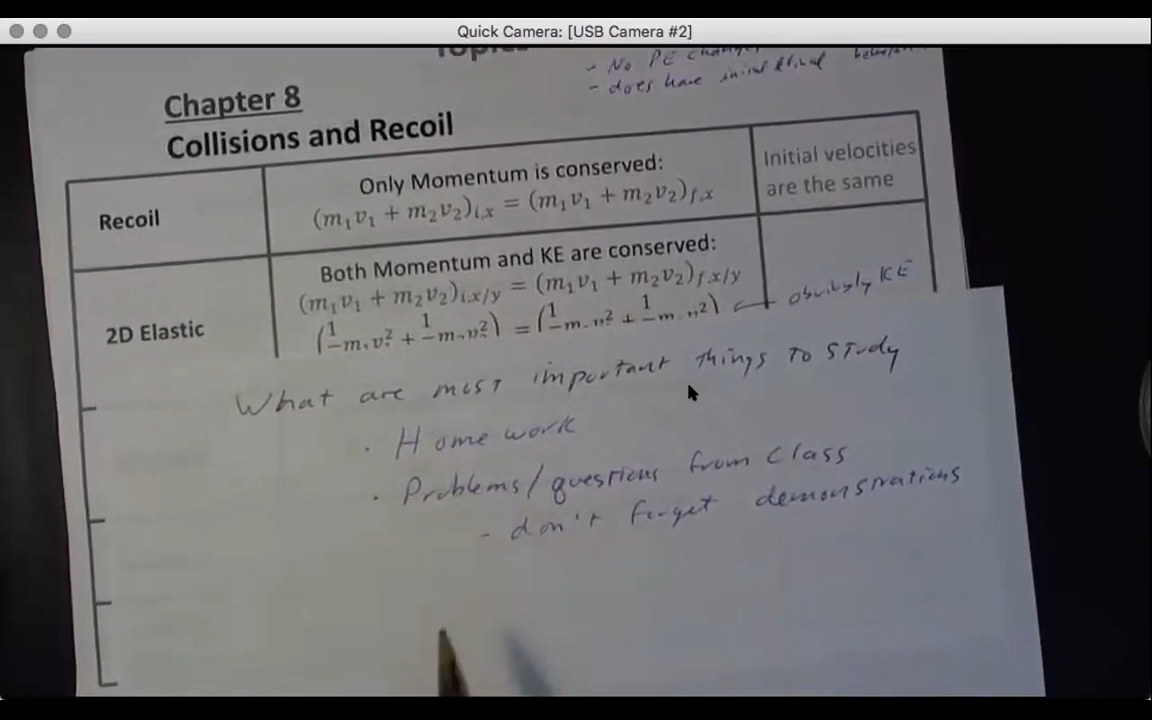 Quick Camera: [USB Camera #2]
Topics
- No PE change
- does have initial & final
Chapter 8
Collisions and Recoil
Recoil
Only Momentum is conserved:
(m₁v₁ + m₂v₂)ᵢ,ₓ = (m₁v₁ + m₂v₂)f,x
Initial velocities
are the same
2D Elastic
Both Momentum and KE are conserved:
(m₁v₁ + m₂v₂)i,x/y = (m₁v₁ + m₂v₂)f,x/y
obviously KE
What are most important things to study
· Home work
· Problems/questions from class
- don't forget demonstrations